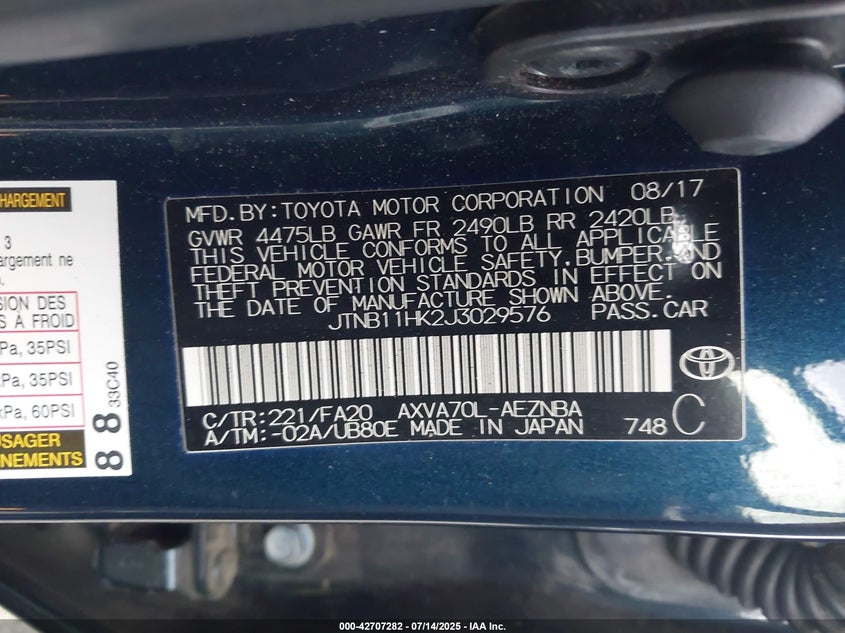 HARGEMENT
3
argement ne
SION DES
S À FROID
Pa, 35PSI
kPa, 35PSI
kPa, 60PSI
USAGER
INEMENTS
8 8 33C40
MFD.BY:TOYOTA MOTOR CORPORATION 08/17
GVWR 4475LB GAWR FR 2490LB RR 2420LB
THIS VEHICLE CONFORMS TO ALL APPLICABLE
FEDERAL MOTOR VEHICLE SAFETY,BUMPER,AND
THEFT PREVENTION STANDARDS IN EFFECT ON
THE DATE OF MANUFACTURE SHOWN ABOVE.
JTNB11HK2J3029576 PASS.CAR
C/TR:221/FA20 AXVA70L-AEZNBA
A/TM:-02A/UB80E MADE IN JAPAN 748 C
000-42707282 - 07/14/2025 - IAA Inc.